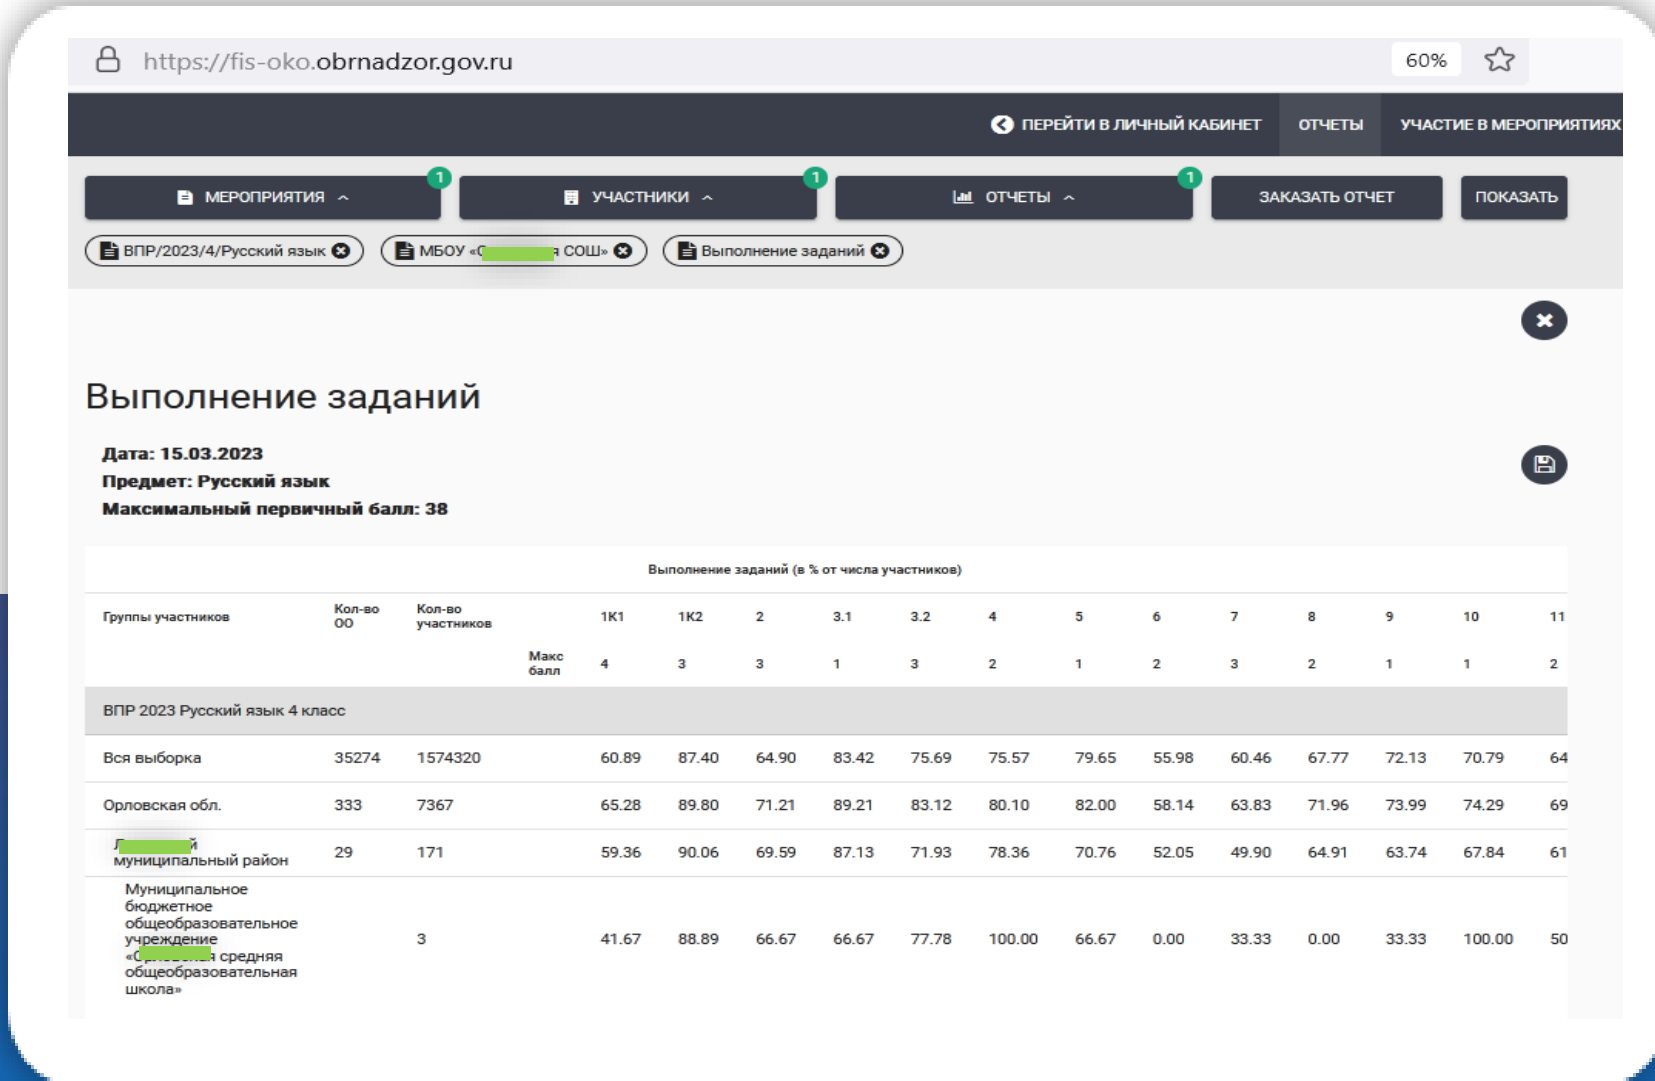 https://fis-oko.obrnadzor.gov.ru 60%
ПЕРЕЙТИ В ЛИЧНЫЙ КАБИНЕТ ОТЧЕТЫ УЧАСТИЕ В МЕРОПРИЯТИЯХ
МЕРОПРИЯТИЯ 1 УЧАСТНИКИ 1 ОТЧЕТЫ 1 ЗАКАЗАТЬ ОТЧЕТ ПОКАЗАТЬ
ВПР/2023/4/Русский язык МБОУ « СОШ» Выполнение заданий
Выполнение заданий
Дата: 15.03.2023
Предмет: Русский язык
Максимальный первичный балл: 38
Выполнение заданий (в % от числа участников)
Группы участников Кол-во ОО Кол-во участников 1К1 1К2 2 3.1 3.2 4 5 6 7 8 9 10 11
Макс балл 4 3 3 1 3 2 1 2 3 2 1 1 2
ВПР 2023 Русский язык 4 класс
Вся выборка 35274 1574320 60.89 87.40 64.90 83.42 75.69 75.57 79.65 55.98 60.46 67.77 72.13 70.79 64
Орловская обл. 333 7367 65.28 89.80 71.21 89.21 83.12 80.10 82.00 58.14 63.83 71.96 73.99 74.29 69
муниципальный район 29 171 59.36 90.06 69.59 87.13 71.93 78.36 70.76 52.05 49.90 64.91 63.74 67.84 61
Муниципальное
бюджетное
общеобразовательное
учреждение
« средняя
общеобразовательная
школа»
3 41.67 88.89 66.67 66.67 77.78 100.00 66.67 0.00 33.33 0.00 33.33 100.00 50